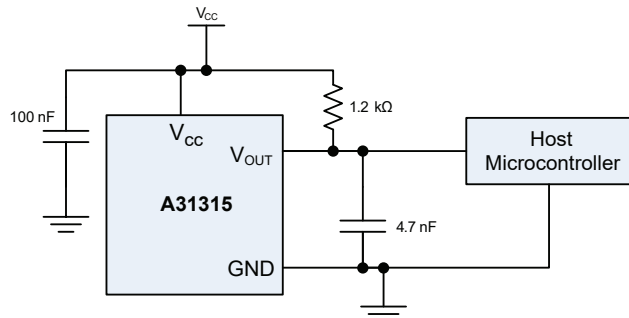 VCC
100 nF
1.2 kΩ
VCC
VOUT
Host
Microcontroller
A31315
4.7 nF
GND